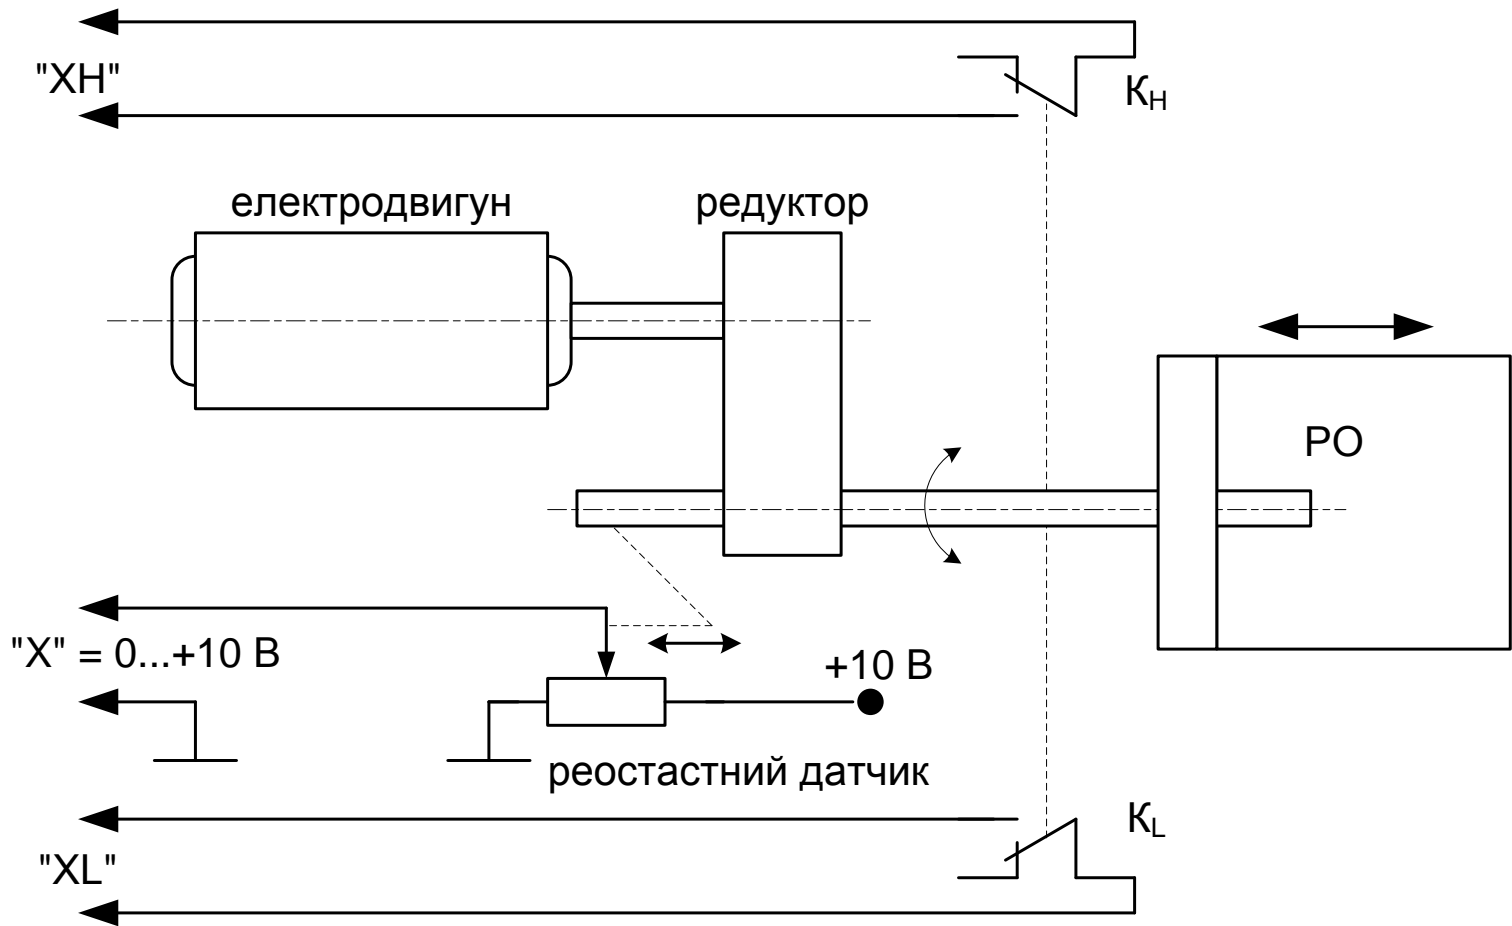 "XH"
КН
електродвигун
редуктор
РО
"X" = 0...+10 В
+10 В
реостастний датчик
КL
"XL"